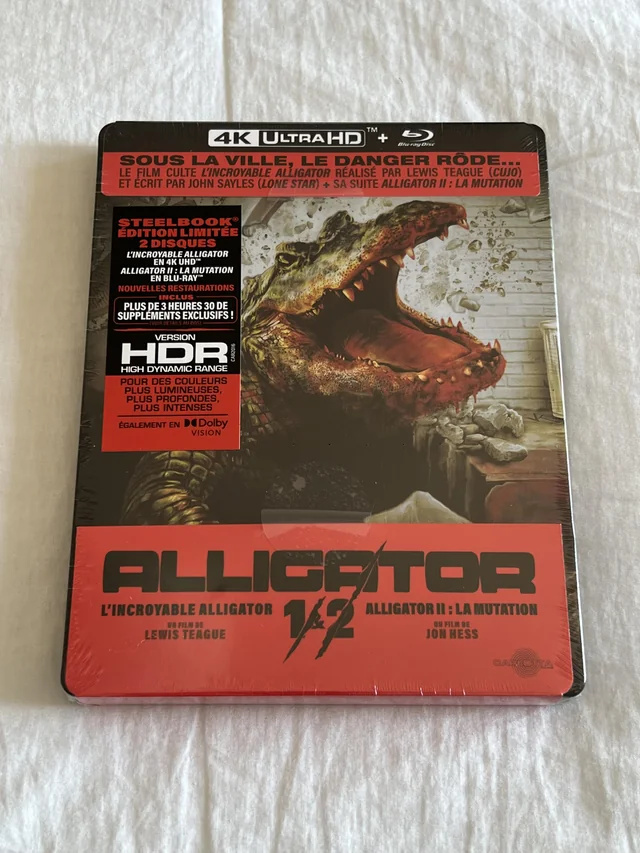 4K ULTRAHD™ + Blu-ray Disc
SOUS LA VILLE, LE DANGER RÔDE...
LE FILM CULTE L'INCROYABLE ALLIGATOR RÉALISÉ PAR LEWIS TEAGUE (CUJO)
ET ÉCRIT PAR JOHN SAYLES (LONE STAR) + SA SUITE ALLIGATOR II : LA MUTATION
STEELBOOK®
ÉDITION LIMITÉE
2 DISQUES
L'INCROYABLE ALLIGATOR
EN 4K UHD™
ALLIGATOR II : LA MUTATION
EN BLU-RAY™
NOUVELLES RESTAURATIONS
INCLUS
PLUS DE 3 HEURES 30 DE
SUPPLÉMENTS EXCLUSIFS !
VERSION
HDR
HIGH DYNAMIC RANGE
POUR DES COULEURS
PLUS LUMINEUSES,
PLUS PROFONDES,
PLUS INTENSES
ÉGALEMENT EN Dolby
VISION
ALLIGATOR
1&2
L'INCROYABLE ALLIGATOR
UN FILM DE
LEWIS TEAGUE
ALLIGATOR II : LA MUTATION
UN FILM DE
JON HESS
CARLOTTA